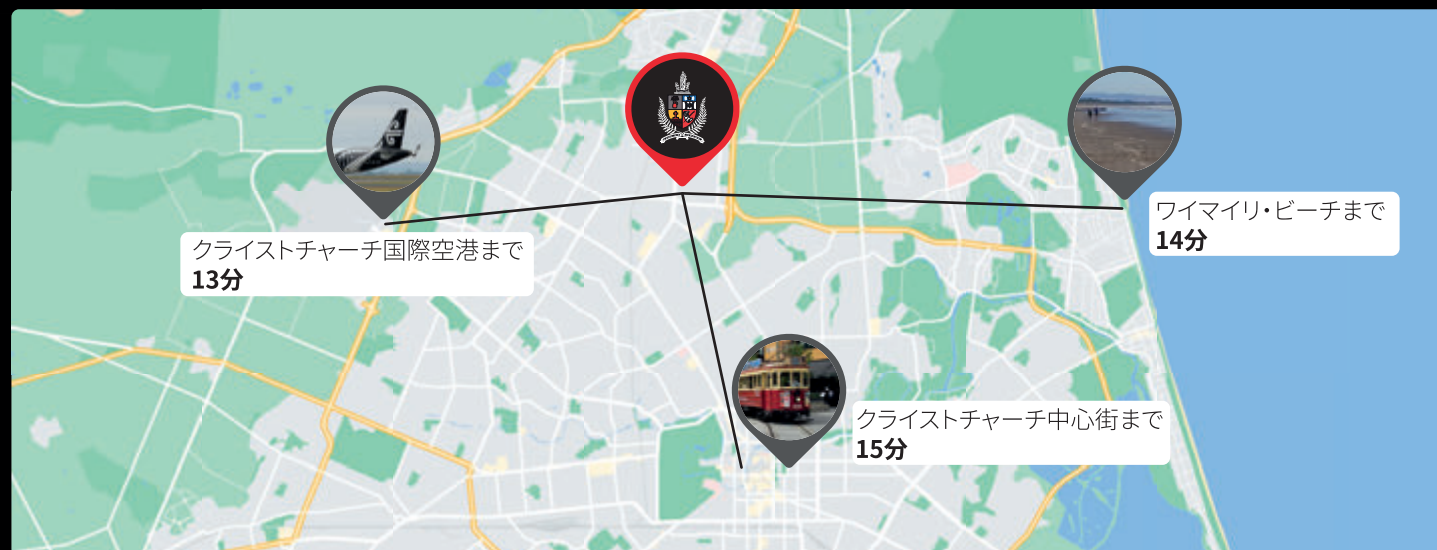 クライストチャーチ国際空港まで
13分
ワイマイリ・ビーチまで
14分
クライストチャーチ中心街まで
15分